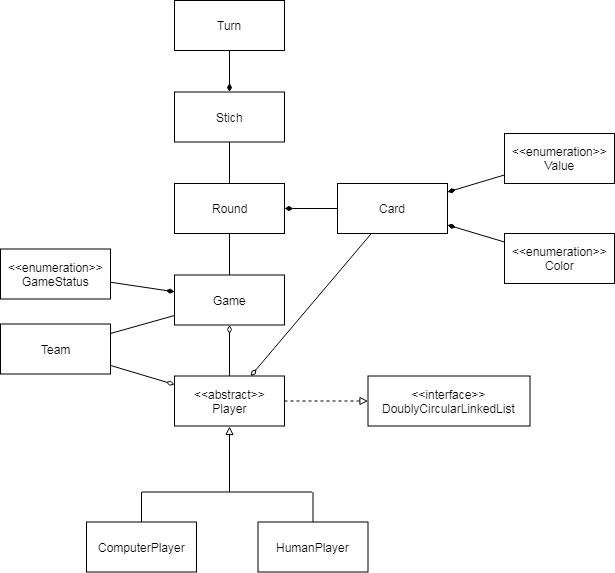 Turn
Stich
<<enumeration>>
Value
Round
Card
<<enumeration>>
Color
<<enumeration>>
GameStatus
Game
Team
<<abstract>>
Player
<<interface>>
DoublyCircularLinkedList
ComputerPlayer
HumanPlayer